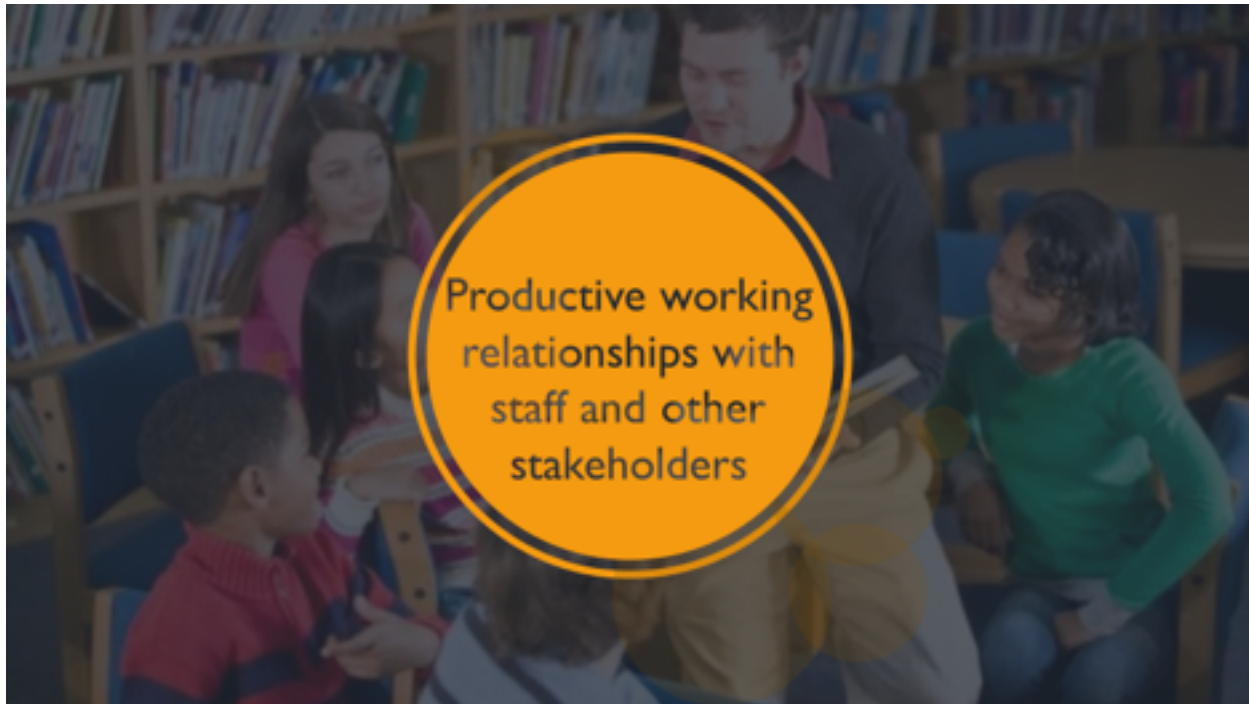 Productive working
relationships with
staff and other
stakeholders